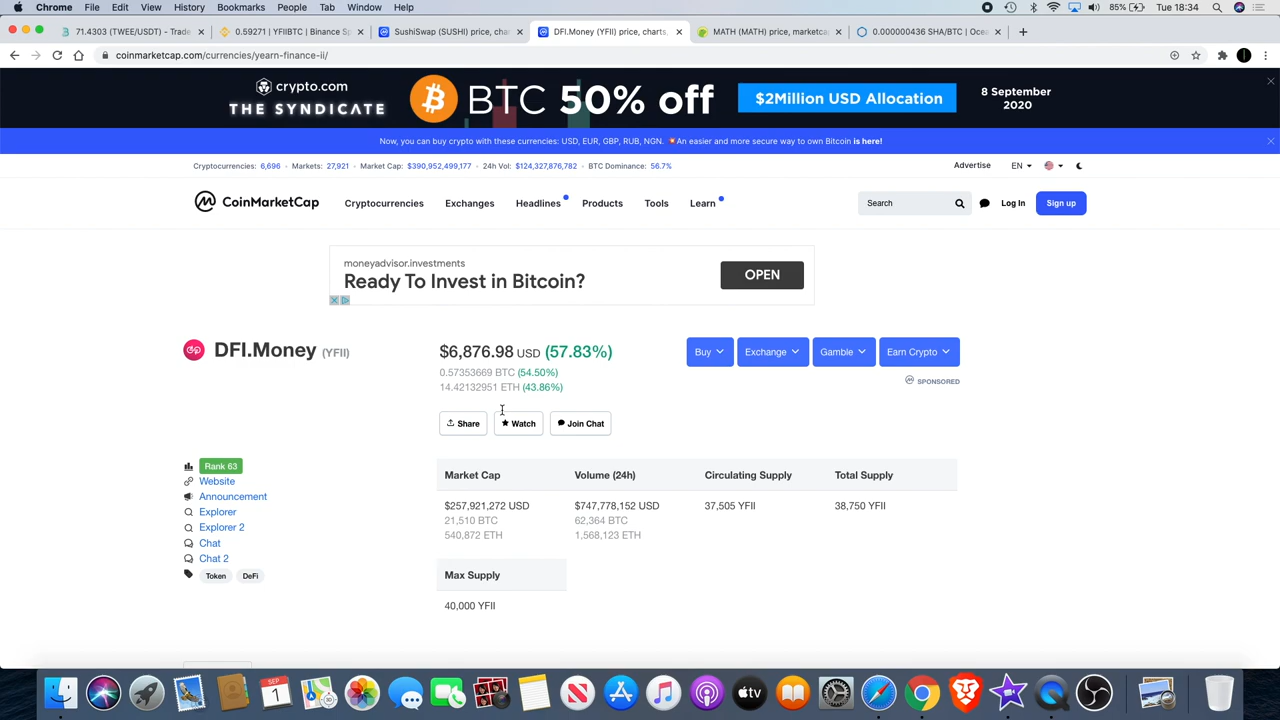 Chrome File Edit View History Bookmarks People Tab Window Help 85% Tue 18:34
71.4303 (TWEE/USDT) - Trade
0.59271 | YFIIBTC | Binance Sp
SushiSwap (SUSHI) price, char
DFI.Money (YFII) price, charts,
MATH (MATH) price, marketca
0.000000436 SHA/BTC | Ocea
coinmarketcap.com/currencies/yearn-finance-ii/
crypto.com
THE SYNDICATE
BTC 50% off
$2Million USD Allocation
8 September
2020
Now, you can buy crypto with these currencies: USD, EUR, GBP, RUB, NGN. An easier and more secure way to own Bitcoin is here!
Cryptocurrencies: 6,696 • Markets: 27,921 • Market Cap: $390,952,499,177 • 24h Vol: $124,327,876,782 • BTC Dominance: 56.7%
Advertise EN
CoinMarketCap Cryptocurrencies Exchanges Headlines Products Tools Learn Search Log In Sign up
moneyadvisor.investments
Ready To Invest in Bitcoin?
OPEN
DFI.Money (YFII)
$6,876.98 USD (57.83%)
0.57353669 BTC (54.50%)
14.42132951 ETH (43.86%)
Buy Exchange Gamble Earn Crypto
SPONSORED
Share Watch Join Chat
Rank 63
Website
Announcement
Explorer
Explorer 2
Chat
Chat 2
Token DeFi
Market Cap Volume (24h) Circulating Supply Total Supply
$257,921,272 USD $747,778,152 USD 37,505 YFII 38,750 YFII
21,510 BTC 62,364 BTC
540,872 ETH 1,568,123 ETH
Max Supply
40,000 YFII
SEP
1
tv